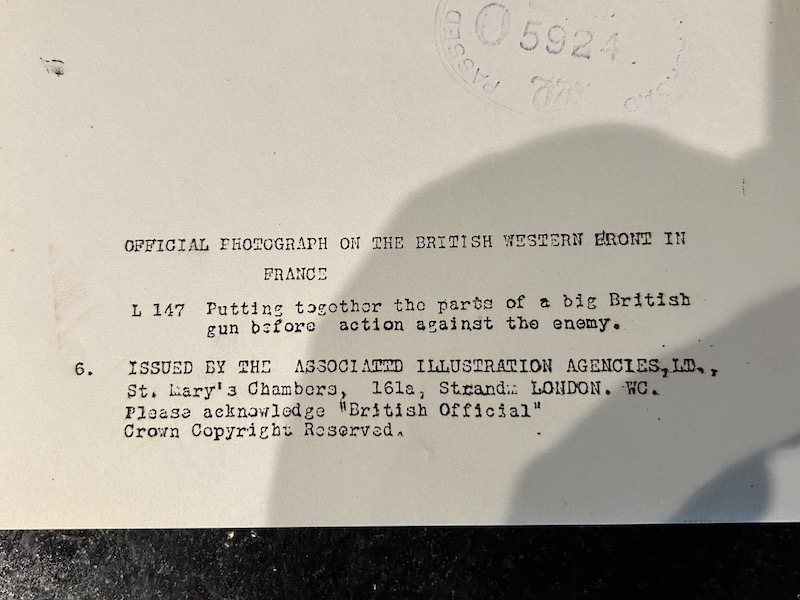 PASSED
O 5924
OFFICIAL PHOTOGRAPH ON THE BRITISH WESTERN FRONT IN
FRANCE
L 147 Putting together the parts of a big British
gun before action against the enemy.
6. ISSUED BY THE ASSOCIATTD ILLUSTRATION AGENCIES,LD.,
St. Mary's Chambers, 161a, Strand LONDON. WC.
Please acknowledge "British Official"
Crown Copyright Reserved.